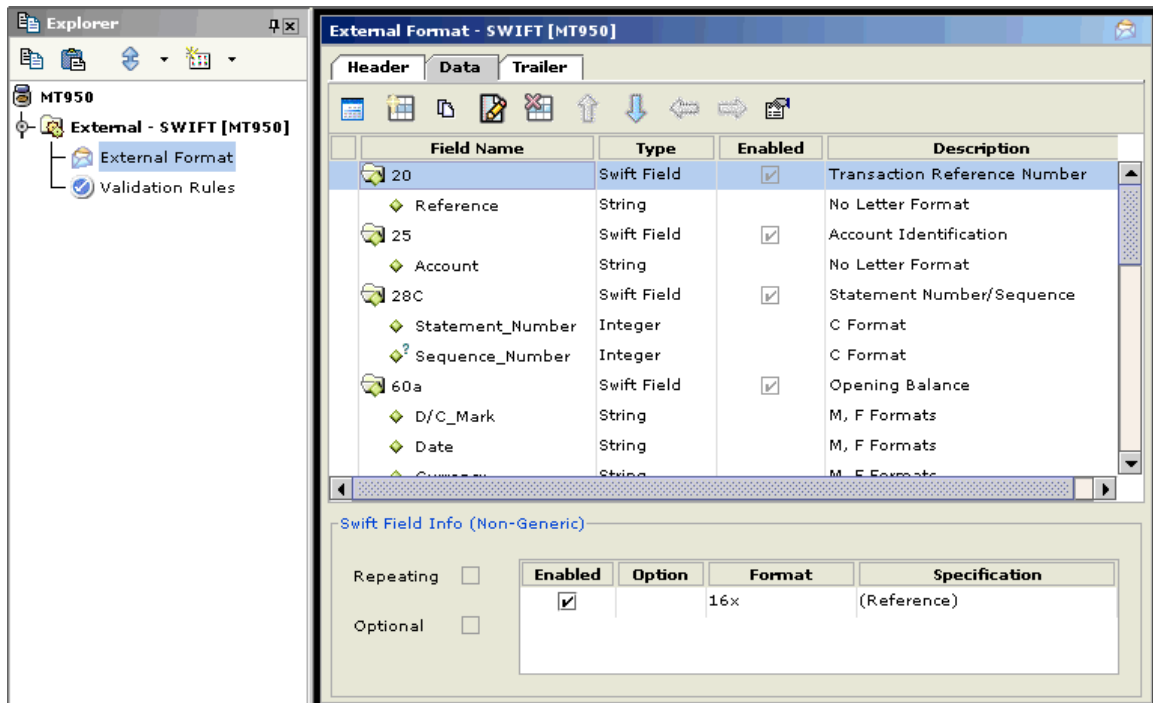 Explorer
MT950
External - SWIFT [MT950]
External Format
Validation Rules
External Format - SWIFT [MT950]
Header Data Trailer
Field Name Type Enabled Description
20 Swift Field Transaction Reference Number
Reference String No Letter Format
25 Swift Field Account Identification
Account String No Letter Format
28C Swift Field Statement Number/Sequence
Statement_Number Integer C Format
? Sequence_Number Integer C Format
60a Swift Field Opening Balance
D/C_Mark String M, F Formats
Date String M, F Formats
Currency String M, F Formats
Swift Field Info (Non-Generic)
Repeating
Optional
Enabled Option Format Specification
16x (Reference)